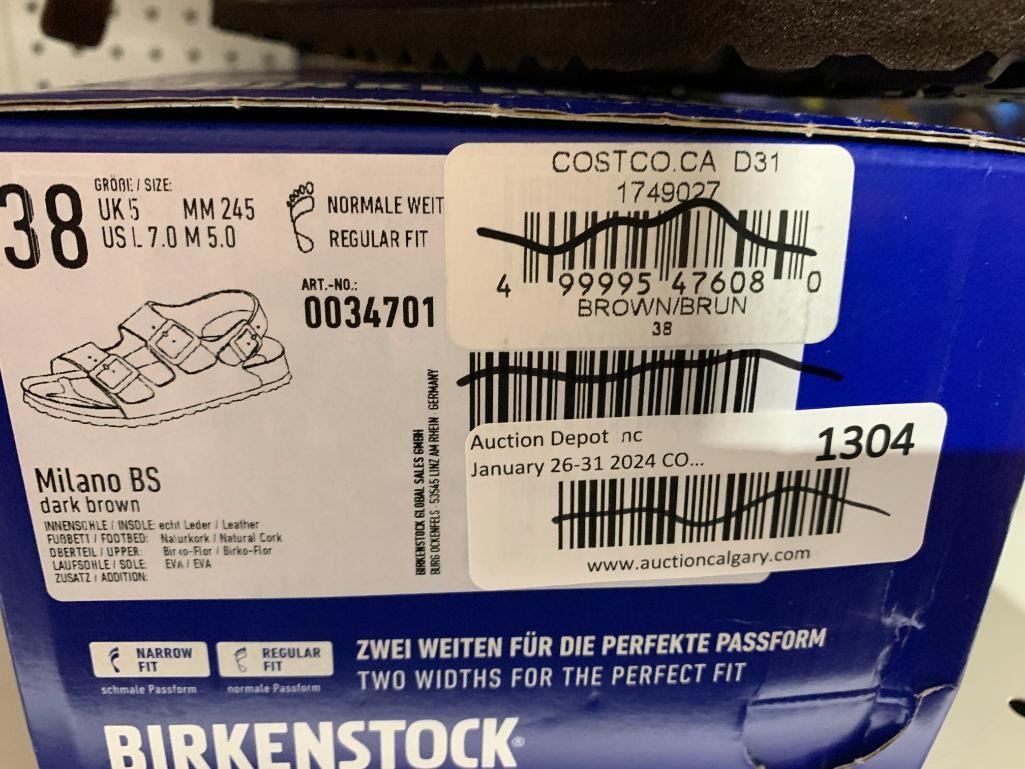 38
GRÖßE / SIZE:
UK 5 MM 245
US L 7.0 M 5.0
NORMALE WEIT
REGULAR FIT
ART.-NO.:
0034701
COSTCO.CA D31
1749027
4 99995 47608 0
BROWN/BRUN
38
Auction Depot nc
January 26-31 2024 CO...
1304
www.auctioncalgary.com
Milano BS
dark brown
INNENSOHLE / INSOLE: echt Leder / Leather
FUßBETT / FOOTBED: Naturkork / Natural Cork
OBERTEIL / UPPER: Birko-Flor / Birko-Flor
LAUFSOHLE / SOLE: EVA / EVA
ZUSATZ / ADDITION:
BIRKENSTOCK GLOBAL SALES GMBH
BURG OCKENFELS · 53545 LINZ AM RHEIN · GERMANY
NARROW
FIT
schmale Passform
REGULAR
FIT
normale Passform
ZWEI WEITEN FÜR DIE PERFEKTE PASSFORM
TWO WIDTHS FOR THE PERFECT FIT
BIRKENSTOCK®